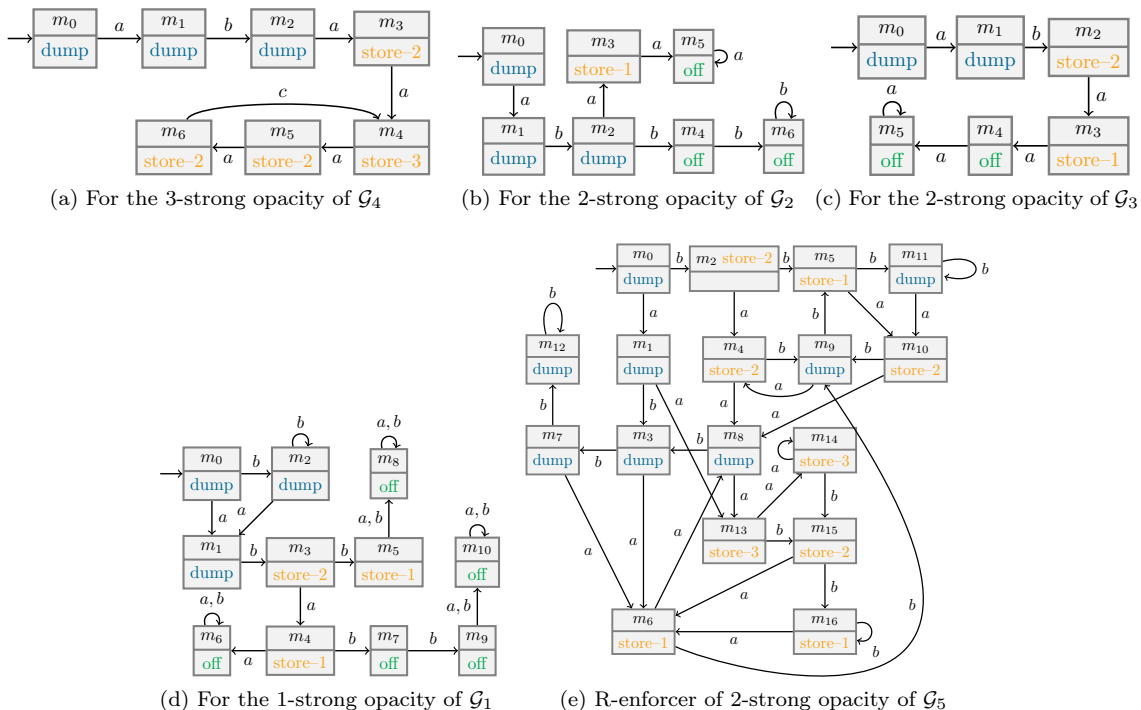 m0 a m1 b m2 a m3
dump dump dump store–2
a
c
m6 a m5 a m4
store–2 store–2 store–3
(a) For the 3-strong opacity of 𝒢4
m0 m3 a m5 a
dump store–1 off
a a b
m1 b m2 b m4 b m6
dump dump off off
(b) For the 2-strong opacity of 𝒢2
m0 a m1 b m2
dump dump store–2
a a
m5 a m4 a m3
off off store–1
(c) For the 2-strong opacity of 𝒢3
b a, b
m0 b m2 m8
dump dump off
a a a, b a, b
m1 b m3 b m5 m10
dump store–2 store–1 off
a, b a a, b
m6 a m4 b m7 b m9
off store–1 off off
(d) For the 1-strong opacity of 𝒢1
m0 b m2 store–2 b m5 b m11 b
dump store–1 dump
b a a b a a
m12 m1 m4 b m9 b m10
dump dump store–2 dump store–2
a
b b a a a
m7 b m3 b m8 m14
dump dump dump a store–3
a a a a a b
m13 b m15
store–3 store–2
a b b
m6 a m16 b
store–1 store–1
(e) R-enforcer of 2-strong opacity of 𝒢5